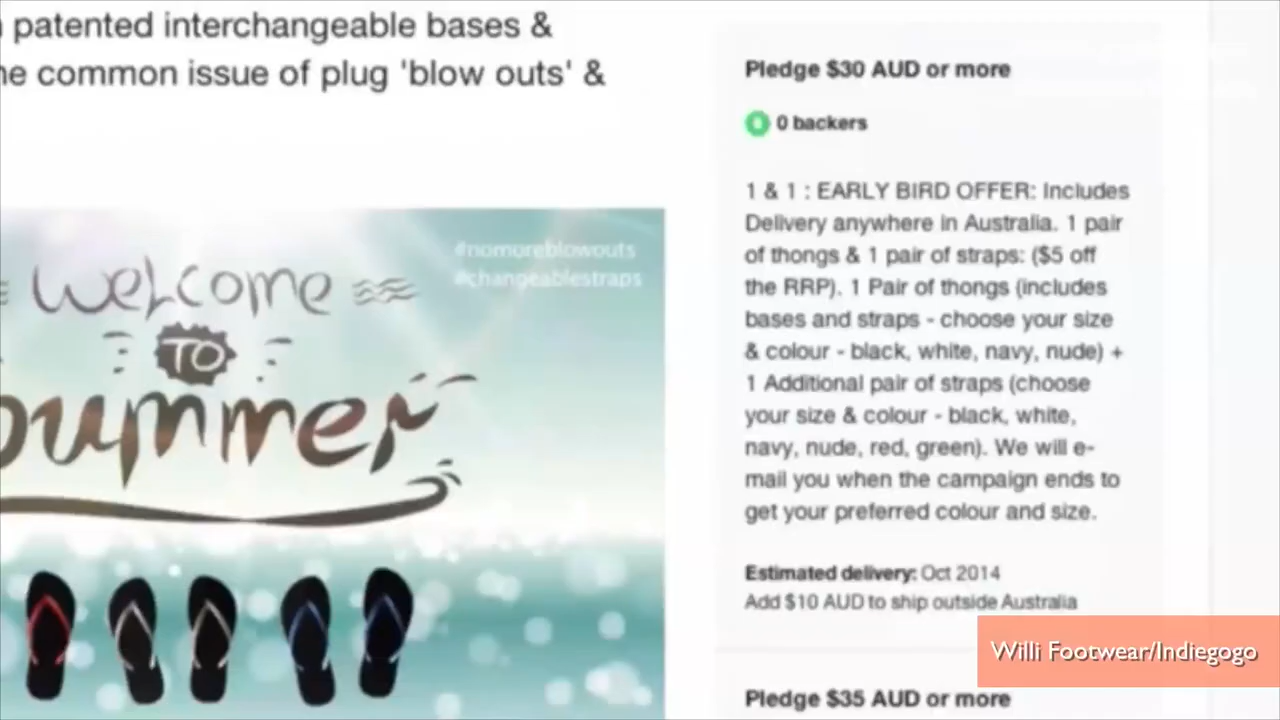 patented interchangeable bases &
he common issue of plug 'blow outs' &
#nomoreblowouts
#changeablestraps
Welcome
TO
Summer
Pledge $30 AUD or more
0 backers
1 & 1 : EARLY BIRD OFFER: Includes
Delivery anywhere in Australia. 1 pair
of thongs & 1 pair of straps: ($5 off
the RRP). 1 Pair of thongs (includes
bases and straps - choose your size
& colour - black, white, navy, nude) +
1 Additional pair of straps (choose
your size & colour - black, white,
navy, nude, red, green). We will e-
mail you when the campaign ends to
get your preferred colour and size.
Estimated delivery: Oct 2014
Add $10 AUD to ship outside Australia
Willi Footwear/Indiegogo
Pledge $35 AUD or more